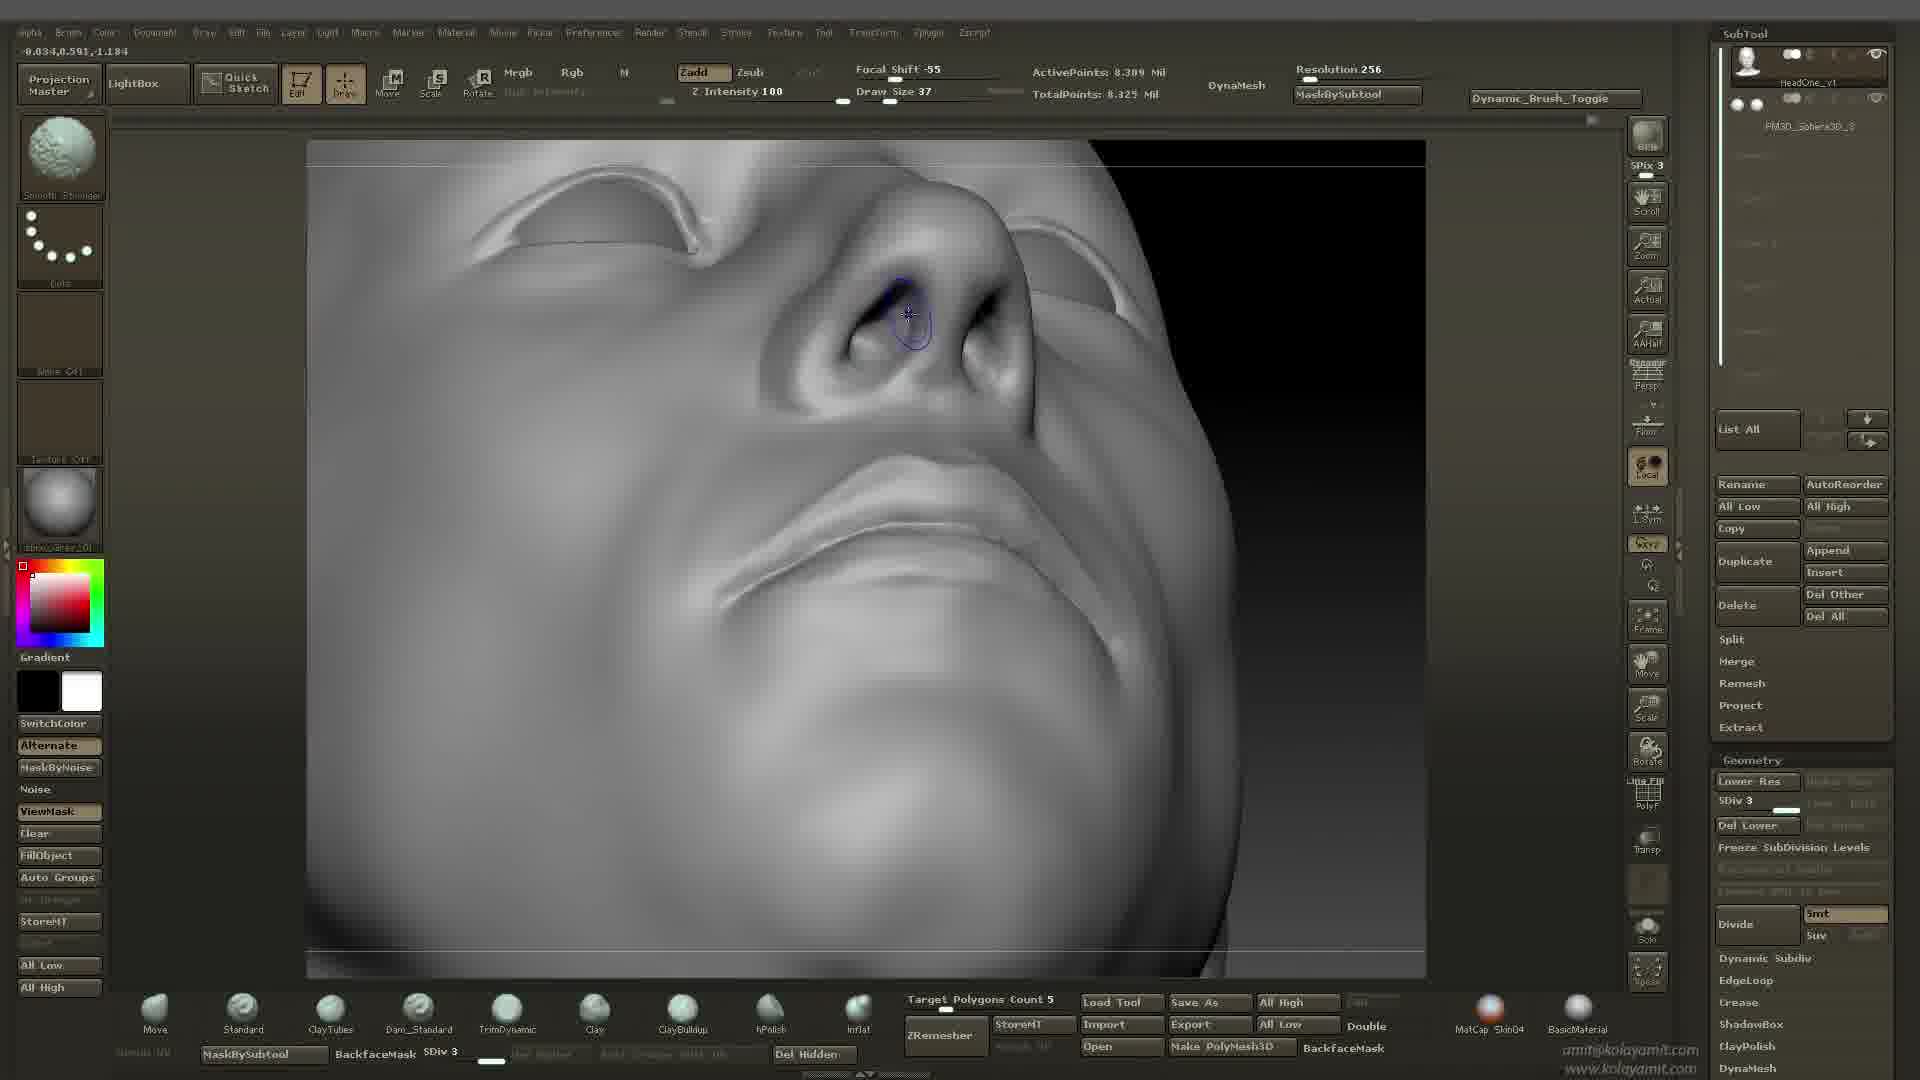 Alpha Brush Color Document Draw Edit File Layer Light Macro Marker Material Movie Picker Preferences Render Stencil Stroke Texture Tool Transform Zplugin Zscript
-0.034,0.591,-1.184
Projection Master
LightBox
Quick Sketch
Edit
Draw
Move
Scale
Rotate
Mrgb Rgb M
Zadd Zsub
Z Intensity 100
Focal Shift -55
Draw Size 37
ActivePoints: 8.309 Mil
TotalPoints: 8.325 Mil
DynaMesh
Resolution 256
MaskBySubtool
Dynamic_Brush_Toggle
Smooth Stronger
Dots
Texture Off
Gradient
SwitchColor
Alternate
MaskByNoise
Noise
ViewMask
Clear
FillObject
Auto Groups
StoreMT
All Low
All High
SPix 3
Scroll
Zoom
Actual
AAHalf
Persp
Floor
Local
L.Sym
Frame
Move
Scale
Rotate
Line Fill
PolyF
Transp
Solo
Xpose
SubTool
HeadOne_v1
PM3D_Sphere3D_3
List All
Rename AutoReorder
All Low All High
Copy
Duplicate Append
Insert
Delete Del Other
Del All
Split
Merge
Remesh
Project
Extract
Geometry
Lower Res
SDiv 3
Del Lower
Freeze SubDivision Levels
Divide Smt
Suv
Dynamic Subdiv
EdgeLoop
Crease
ShadowBox
ClayPolish
DynaMesh
Move Standard ClayTubes Dam_Standard TrimDynamic Clay ClayBuildup hPolish Inflat
MaskBySubtool BackfaceMask SDiv 3 Del Hidden
Target Polygons Count 5
ZRemesher
StoreMT
Load Tool Save As All High
Import Export All Low Double
Open Make PolyMesh3D BackfaceMask
MatCap Skin04 BasicMaterial
amit@kolayamit.com
www.kolayamit.com